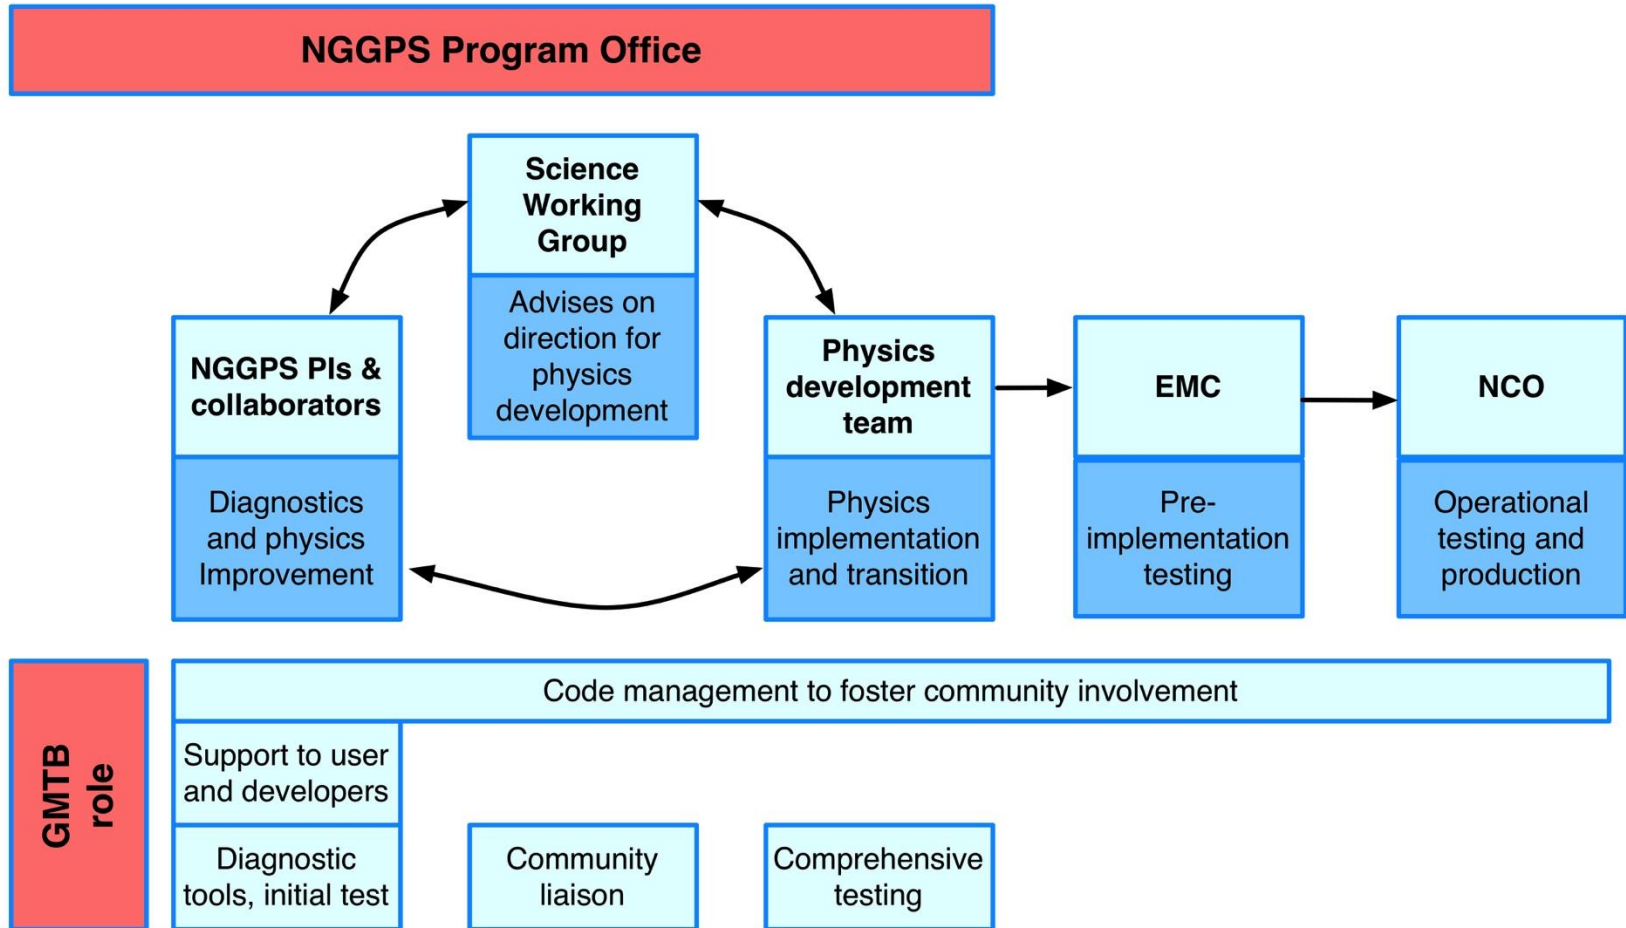 NGGPS Program Office
Science
Working
Group
Advises on
direction for
physics
development
NGGPS PIs &
collaborators
Diagnostics
and physics
Improvement
Physics
development
team
Physics
implementation
and transition
EMC
Pre-
implementation
testing
NCO
Operational
testing and
production
GMTB
role
Code management to foster community involvement
Support to user
and developers
Diagnostic
tools, initial test
Community
liaison
Comprehensive
testing